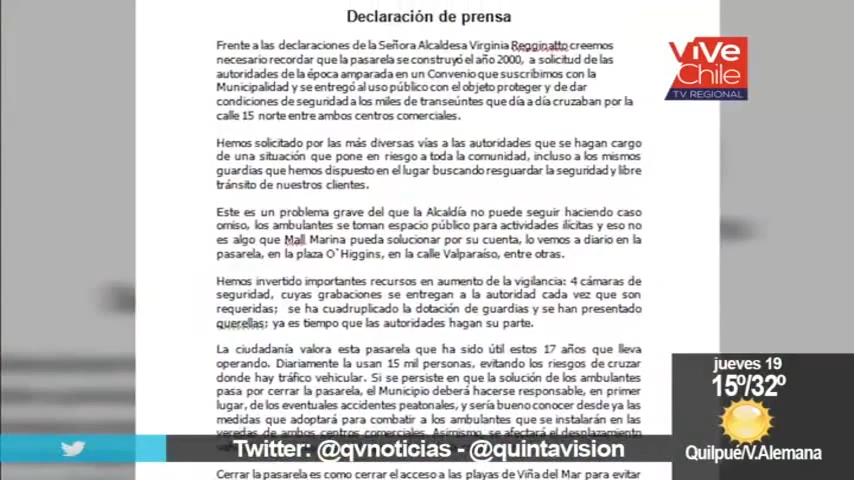 Declaración de prensa
Frente a las declaraciones de la Señora Alcaldesa Virginia Regginatto creemos
necesario recordar que la pasarela se construyó el año 2000, a solicitud de las
autoridades de la época amparada en un Convenio que suscribimos con la
Municipalidad y se entregó al uso público con el objeto proteger y de dar
condiciones de seguridad a los miles de transeúntes que día a día cruzaban por la
calle 15 norte entre ambos centros comerciales.
Hemos solicitado por las más diversas vías a las autoridades que se hagan cargo
de una situación que pone en riesgo a toda la comunidad, incluso a los mismos
guardias que hemos dispuesto en el lugar buscando resguardar la seguridad y libre
tránsito de nuestros clientes.
Este es un problema grave del que la Alcaldía no puede seguir haciendo caso
omiso, los ambulantes se toman espacio público para actividades ilícitas y eso no
es algo que Mall Marina pueda solucionar por su cuenta, lo vemos a diario en la
pasarela, en la plaza O`Higgins, en la calle Valparaíso, entre otras.
Hemos invertido importantes recursos en aumento de la vigilancia: 4 cámaras de
seguridad, cuyas grabaciones se entregan a la autoridad cada vez que son
requeridas; se ha cuadruplicado la dotación de guardias y se han presentado
querellas; ya es tiempo que las autoridades hagan su parte.
La ciudadanía valora esta pasarela que ha sido útil estos 17 años que lleva
operando. Diariamente la usan 15 mil personas, evitando los riesgos de cruzar
donde hay tráfico vehicular. Si se persiste en que la solución de los ambulantes
pasa por cerrar la pasarela, el Municipio deberá hacerse responsable, en primer
lugar, de los eventuales accidentes peatonales, y sería bueno conocer desde ya las
medidas que adoptará para combatir a los ambulantes que se instalarán en las
veredas de ambos centros comerciales. Asimismo, se afectará el desplazamiento
Cerrar la pasarela es como cerrar el acceso a las playas de Viña del Mar para evitar
ViVe
Chile
TV REGIONAL
jueves 19
15º/32º
Quilpué/V.Alemana
Twitter: @qvnoticias - @quintavision